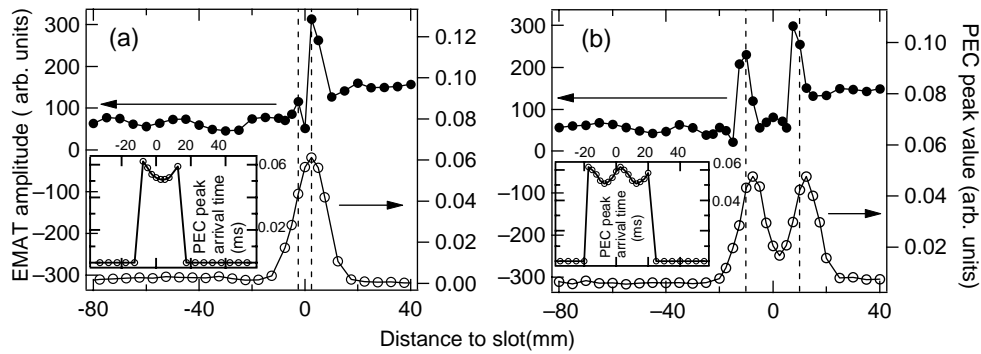 (a)
EMAT amplitude ( arb. units)
300
200
100
0
–100
–200
–300
0.12
0.10
0.08
0.06
0.04
0.02
0.00
-80
-40
0
40
-20 0 20 40
0.06
0.02
PEC peak
arrival time
(ms)
(b)
300
200
100
0
–100
–200
–300
0.10
0.08
0.06
0.04
0.02
PEC peak value (arb. units)
-80
-40
0
40
-20 0 20 40
0.06
0.04
PEC peak
arrival time
(ms)
Distance to slot(mm)